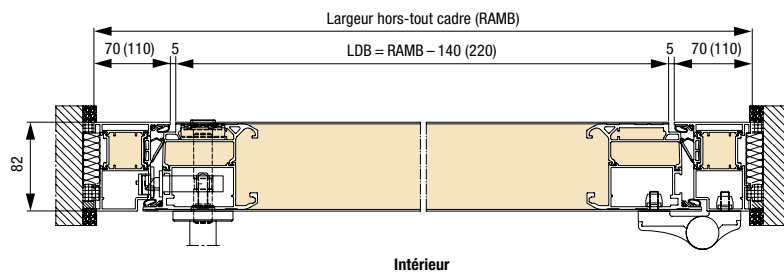 Largeur hors-tout cadre (RAMB)
70 (110) 5 LDB = RAMB – 140 (220) 5 70 (110)
82
Intérieur